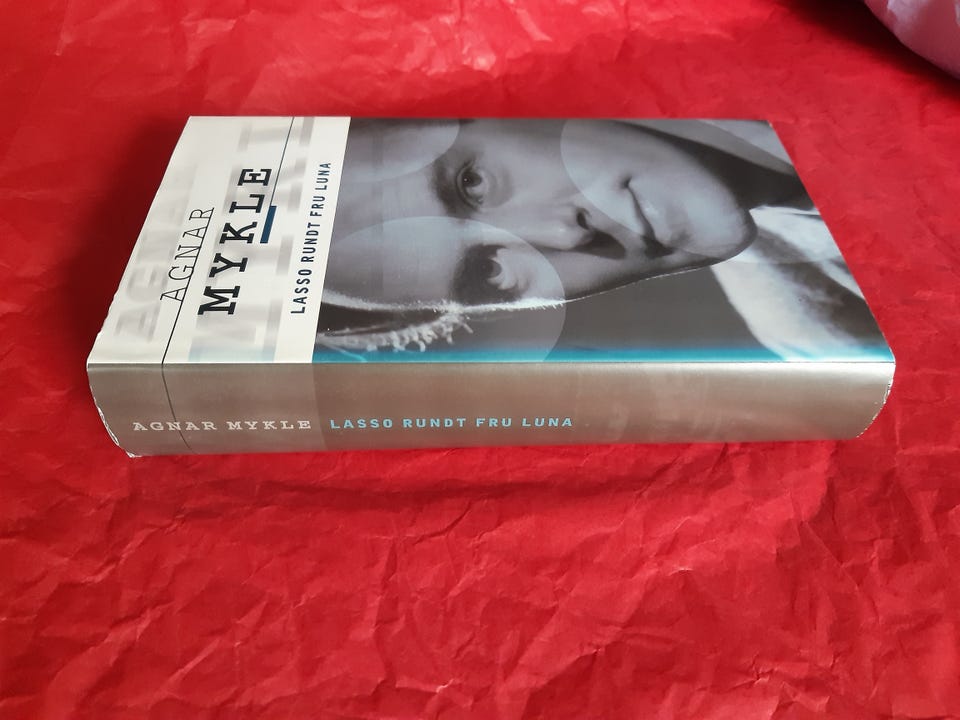 AGNAR
MYKLE
LASSO RUNDT FRU LUNA
AGNAR MYKLE LASSO RUNDT FRU LUNA